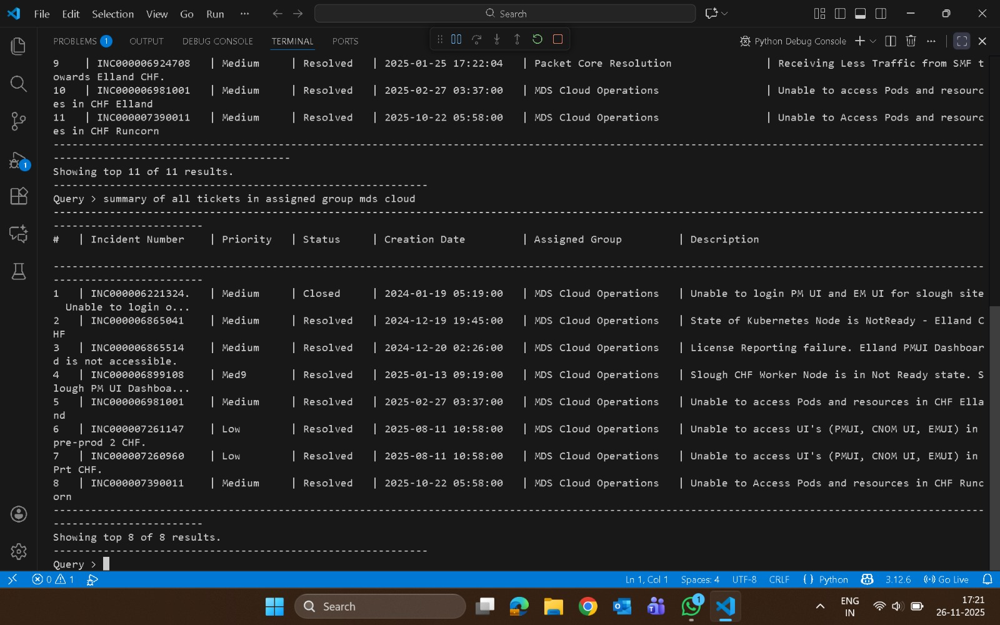 File Edit Selection View Go Run ··· Search
PROBLEMS 1 OUTPUT DEBUG CONSOLE TERMINAL PORTS Python Debug Console
9 | INC000006924708 | Medium | Resolved | 2025-01-25 17:22:04 | Packet Core Resolution | Receiving Less Traffic from SMF t
owards Elland CHF.
10 | INC000006981001 | Medium | Resolved | 2025-02-27 03:37:00 | MDS Cloud Operations | Unable to access Pods and resourc
es in CHF Elland
11 | INC000007390011 | Medium | Resolved | 2025-10-22 05:58:00 | MDS Cloud Operations | Unable to Access Pods and resourc
es in CHF Runcorn
Showing top 11 of 11 results.
Query > summary of all tickets in assigned group mds cloud
# | Incident Number | Priority | Status | Creation Date | Assigned Group | Description
1 | INC000006221324. | Medium | Closed | 2024-01-19 05:19:00 | MDS Cloud Operations | Unable to login PM UI and EM UI for slough site
Unable to login o...
2 | INC000006865041 | Medium | Resolved | 2024-12-19 19:45:00 | MDS Cloud Operations | State of Kubernetes Node is NotReady - Elland C
HF
3 | INC000006865514 | Medium | Resolved | 2024-12-20 02:26:00 | MDS Cloud Operations | License Reporting failure. Elland PMUI Dashboar
d is not accessible.
4 | INC000006899108 | Med9 | Resolved | 2025-01-13 09:19:00 | MDS Cloud Operations | Slough CHF Worker Node is in Not Ready state. S
lough PM UI Dashboa...
5 | INC000006981001 | Medium | Resolved | 2025-02-27 03:37:00 | MDS Cloud Operations | Unable to access Pods and resources in CHF Ella
nd
6 | INC000007261147 | Low | Resolved | 2025-08-11 10:58:00 | MDS Cloud Operations | Unable to access UI's (PMUI, CNOM UI, EMUI) in
pre-prod 2 CHF.
7 | INC000007260960 | Low | Resolved | 2025-08-11 10:58:00 | MDS Cloud Operations | Unable to access UI's (PMUI, CNOM UI, EMUI) in
Prt CHF.
8 | INC000007390011 | Medium | Resolved | 2025-10-22 05:58:00 | MDS Cloud Operations | Unable to Access Pods and resources in CHF Runc
orn
Showing top 8 of 8 results.
Query >
1
0 1 Ln 1, Col 1 Spaces: 4 UTF-8 CRLF { } Python 3.12.6 Go Live
Search 1 ENG 17:21
IN 26-11-2025